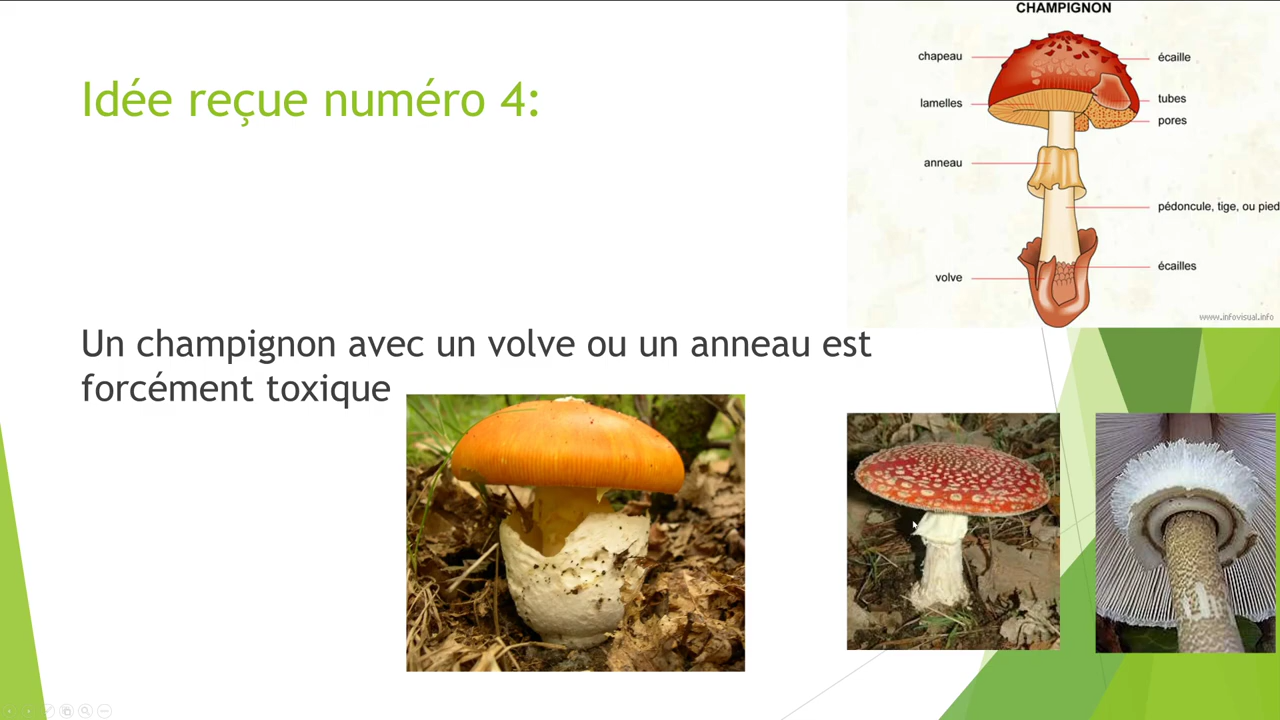 CHAMPIGNON
chapeau
écaille
lamelles
tubes
pores
anneau
pédoncule, tige, ou pied
volve
écailles
www.infovisual.info
Idée reçue numéro 4:
Un champignon avec un volve ou un anneau est
forcément toxique